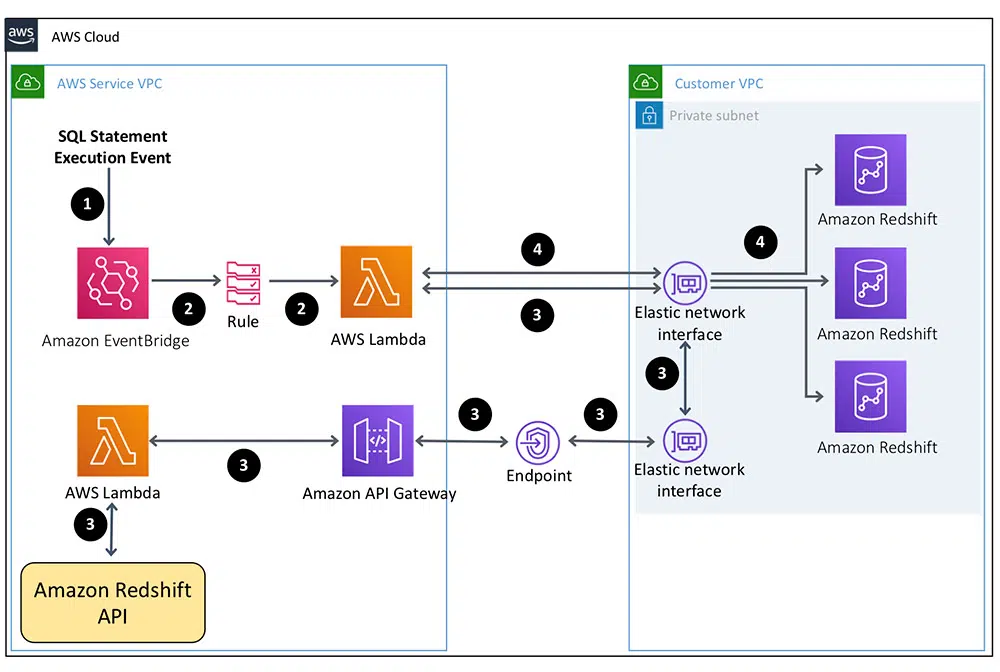 aws
AWS Cloud
AWS Service VPC
SQL Statement
Execution Event
1
Amazon EventBridge
2
Rule
2
AWS Lambda
4
3
Customer VPC
Private subnet
Elastic network
interface
4
Amazon Redshift
Amazon Redshift
Amazon Redshift
3
AWS Lambda
3
Amazon API Gateway
3
Endpoint
3
Elastic network
interface
3
Amazon Redshift
API